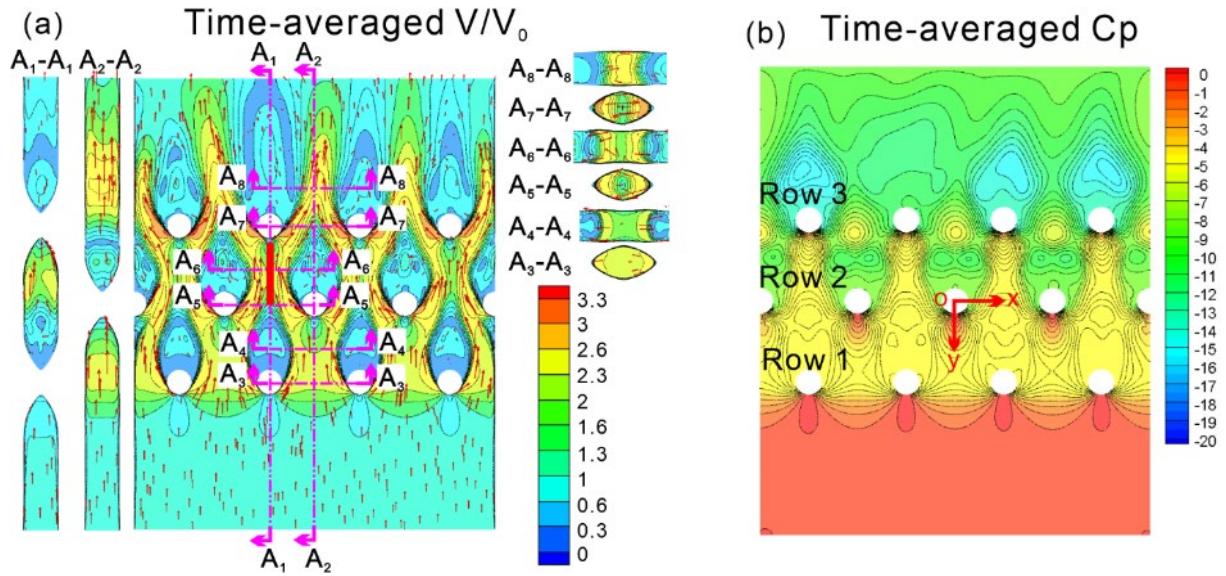 (a) Time-averaged V/V₀
A₁-A₁ A₂-A₂
A₁ A₂
A₈ A₈
A₇ A₇
A₆ A₆
A₅ A₅
A₄ A₄
A₃ A₃
A₁ A₂
A₈-A₈
A₇-A₇
A₆-A₆
A₅-A₅
A₄-A₄
A₃-A₃
3.3
3
2.6
2.3
2
1.6
1.3
1
0.6
0.3
0
(b) Time-averaged Cp
Row 3
Row 2
Row 1
o x
y
0
-1
-2
-3
-4
-5
-6
-7
-8
-9
-10
-11
-12
-13
-14
-15
-16
-17
-18
-19
-20